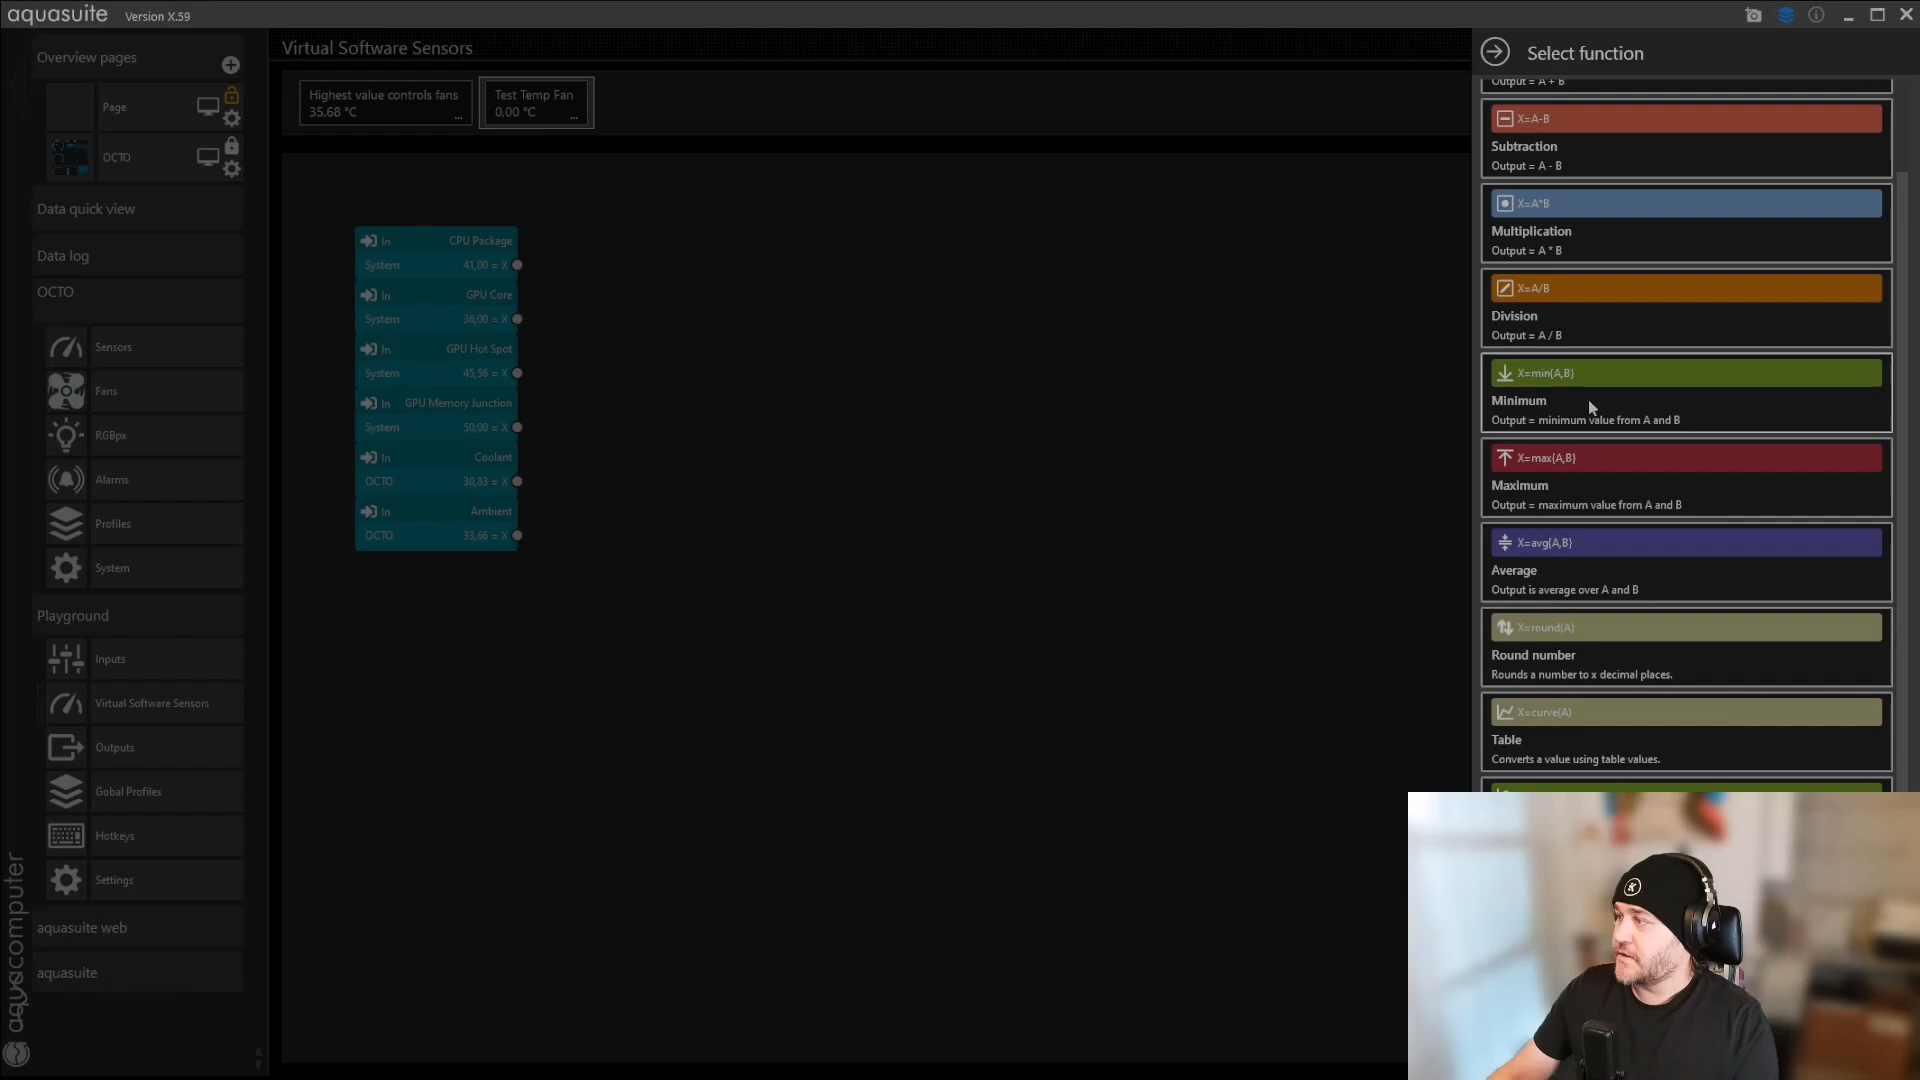 aquasuite Version X.59
Overview pages
Page
OCTO
Data quick view
Data log
OCTO
Sensors
Fans
RGBpx
Alarms
Profiles
System
Playground
Inputs
Virtual Software Sensors
Outputs
Gobal Profiles
Hotkeys
Settings
aquasuite web
aquasuite
aquacomputer
Virtual Software Sensors
Highest value controls fans
35,68 °C
...
Test Temp Fan
0,00 °C
...
In CPU Package
System 41,00 = X
In GPU Core
System 36,00 = X
In GPU Hot Spot
System 45,56 = X
In GPU Memory Junction
System 50,00 = X
In Coolant
OCTO 30,83 = X
In Ambient
OCTO 33,66 = X
Select function
Output = A + B
X=A-B
Subtraction
Output = A - B
X=A*B
Multiplication
Output = A * B
X=A/B
Division
Output = A / B
X=min{A,B}
Minimum
Output = minimum value from A and B
X=max{A,B}
Maximum
Output = maximum value from A and B
X=avg{A,B}
Average
Output is average over A and B
X=round(A)
Round number
Rounds a number to x decimal places.
X=curve(A)
Table
Converts a value using table values.